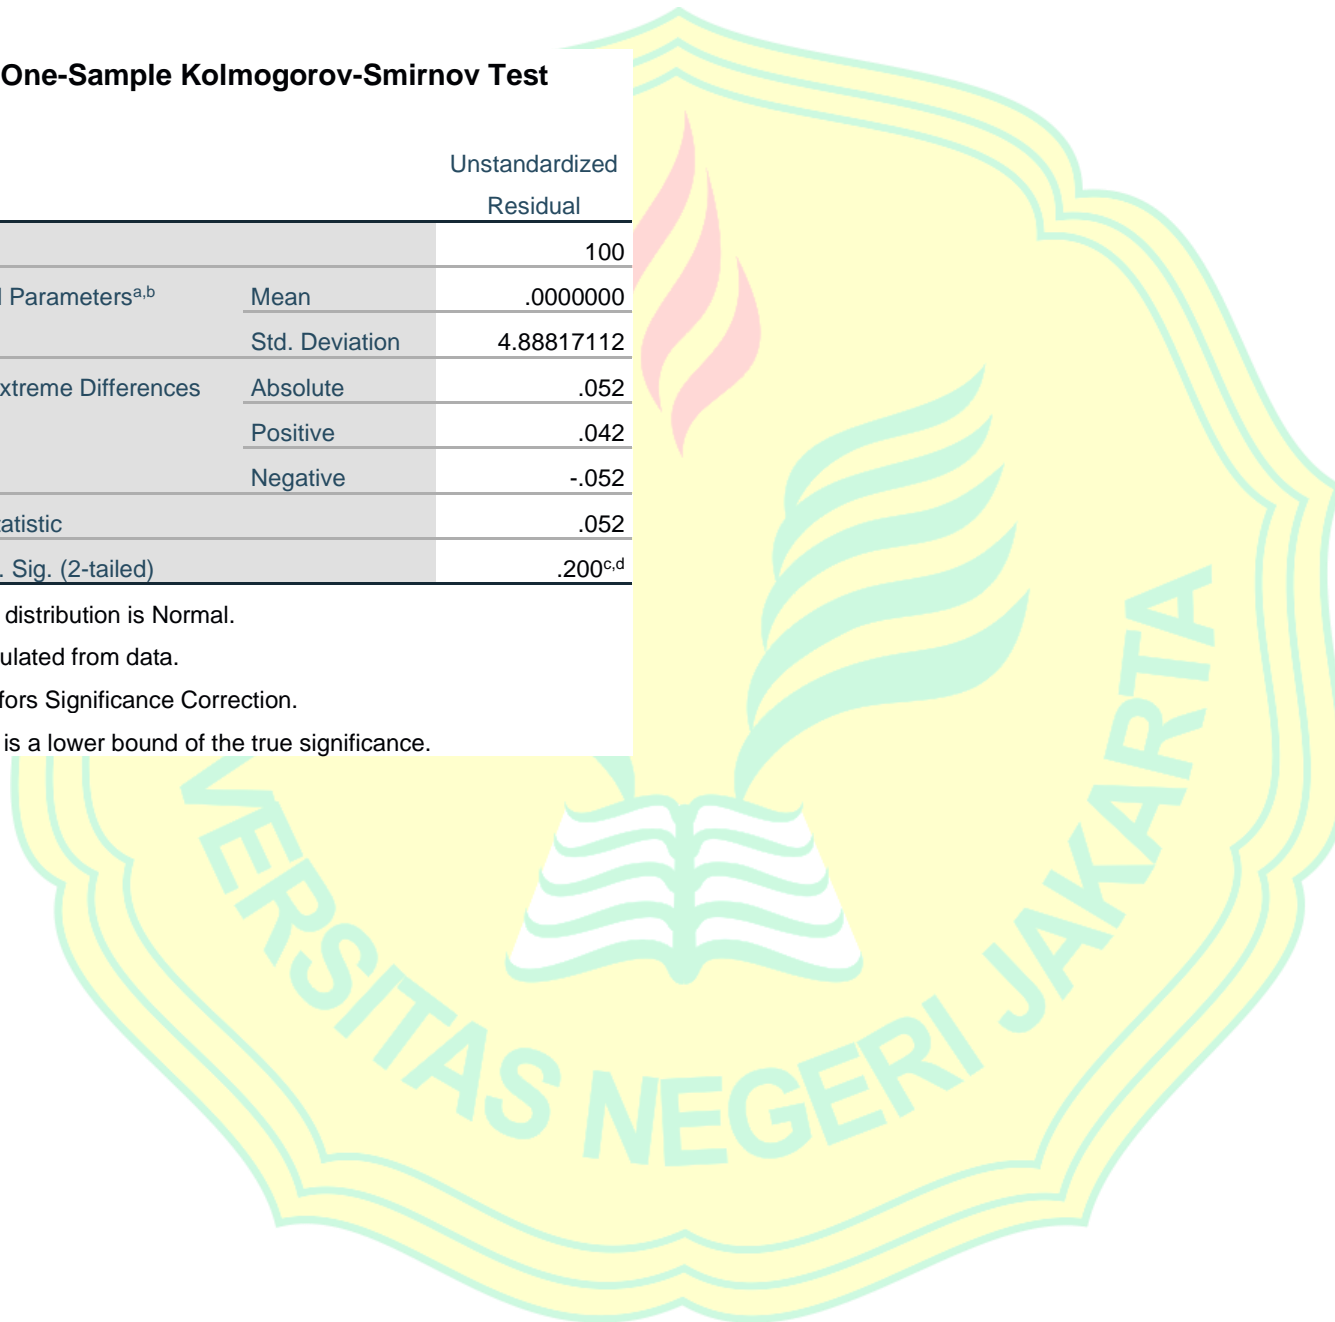 One-Sample Kolmogorov-Smirnov Test
Unstandardized
Residual
100
Parametersa,b Mean .0000000
Std. Deviation 4.88817112
xtreme Differences Absolute .052
Positive .042
Negative -.052
tatistic .052
. Sig. (2-tailed) .200c,d
distribution is Normal.
ulated from data.
fors Significance Correction.
is a lower bound of the true significance.
VERSITAS NEGERI JAKARTA